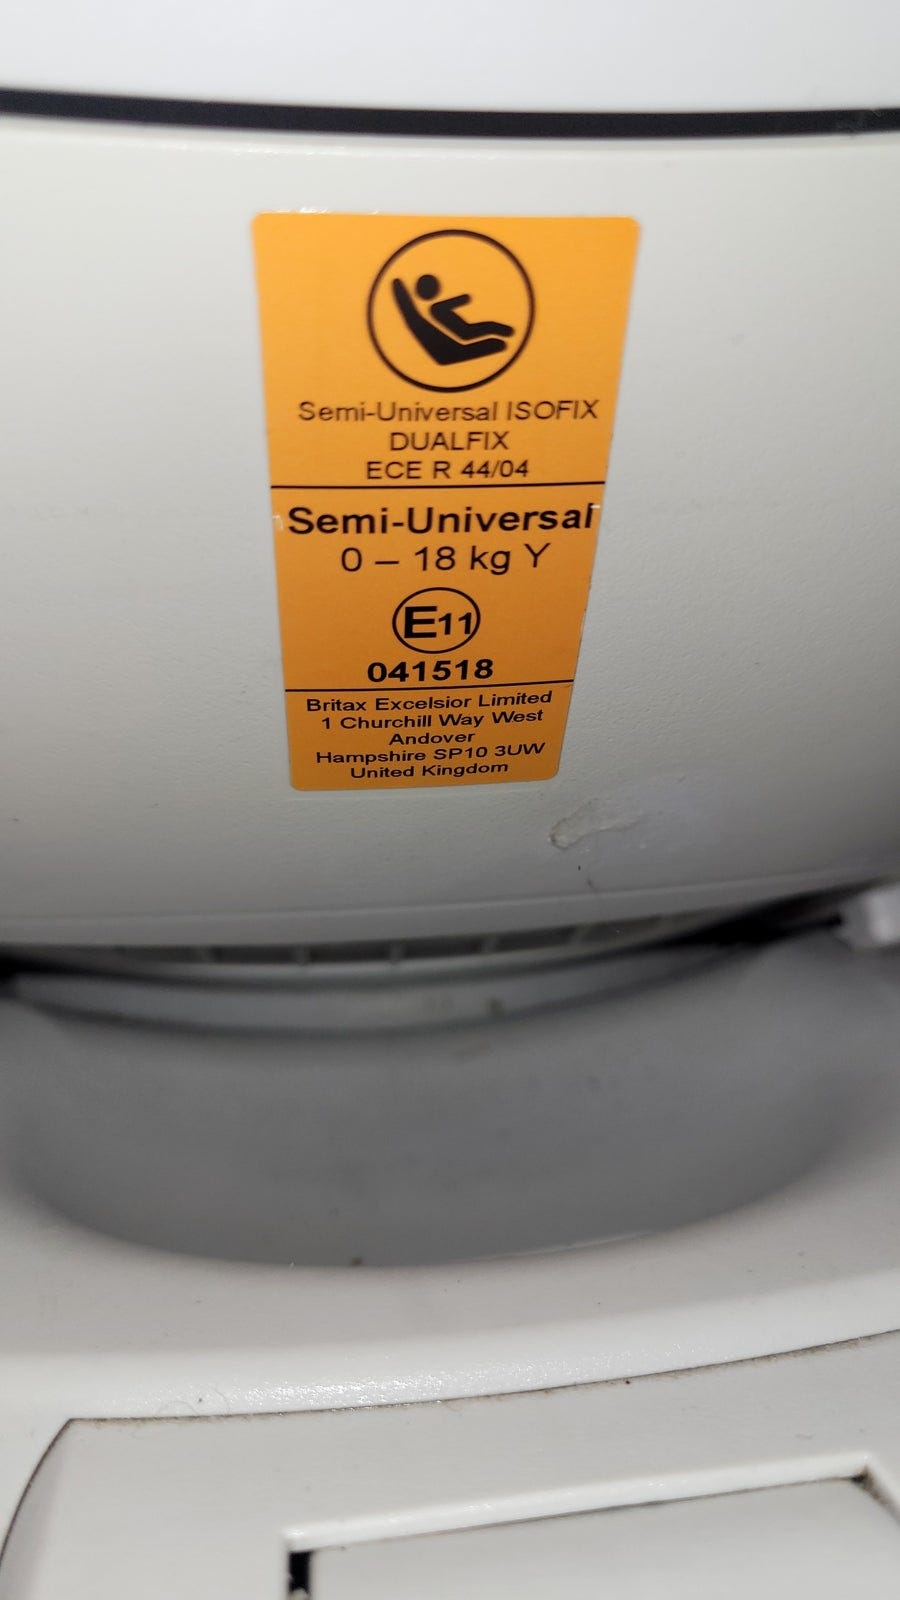 Semi-Universal ISOFIX
DUALFIX
ECE R 44/04
Semi-Universal
0 – 18 kg Y
E11
041518
Britax Excelsior Limited
1 Churchill Way West
Andover
Hampshire SP10 3UW
United Kingdom